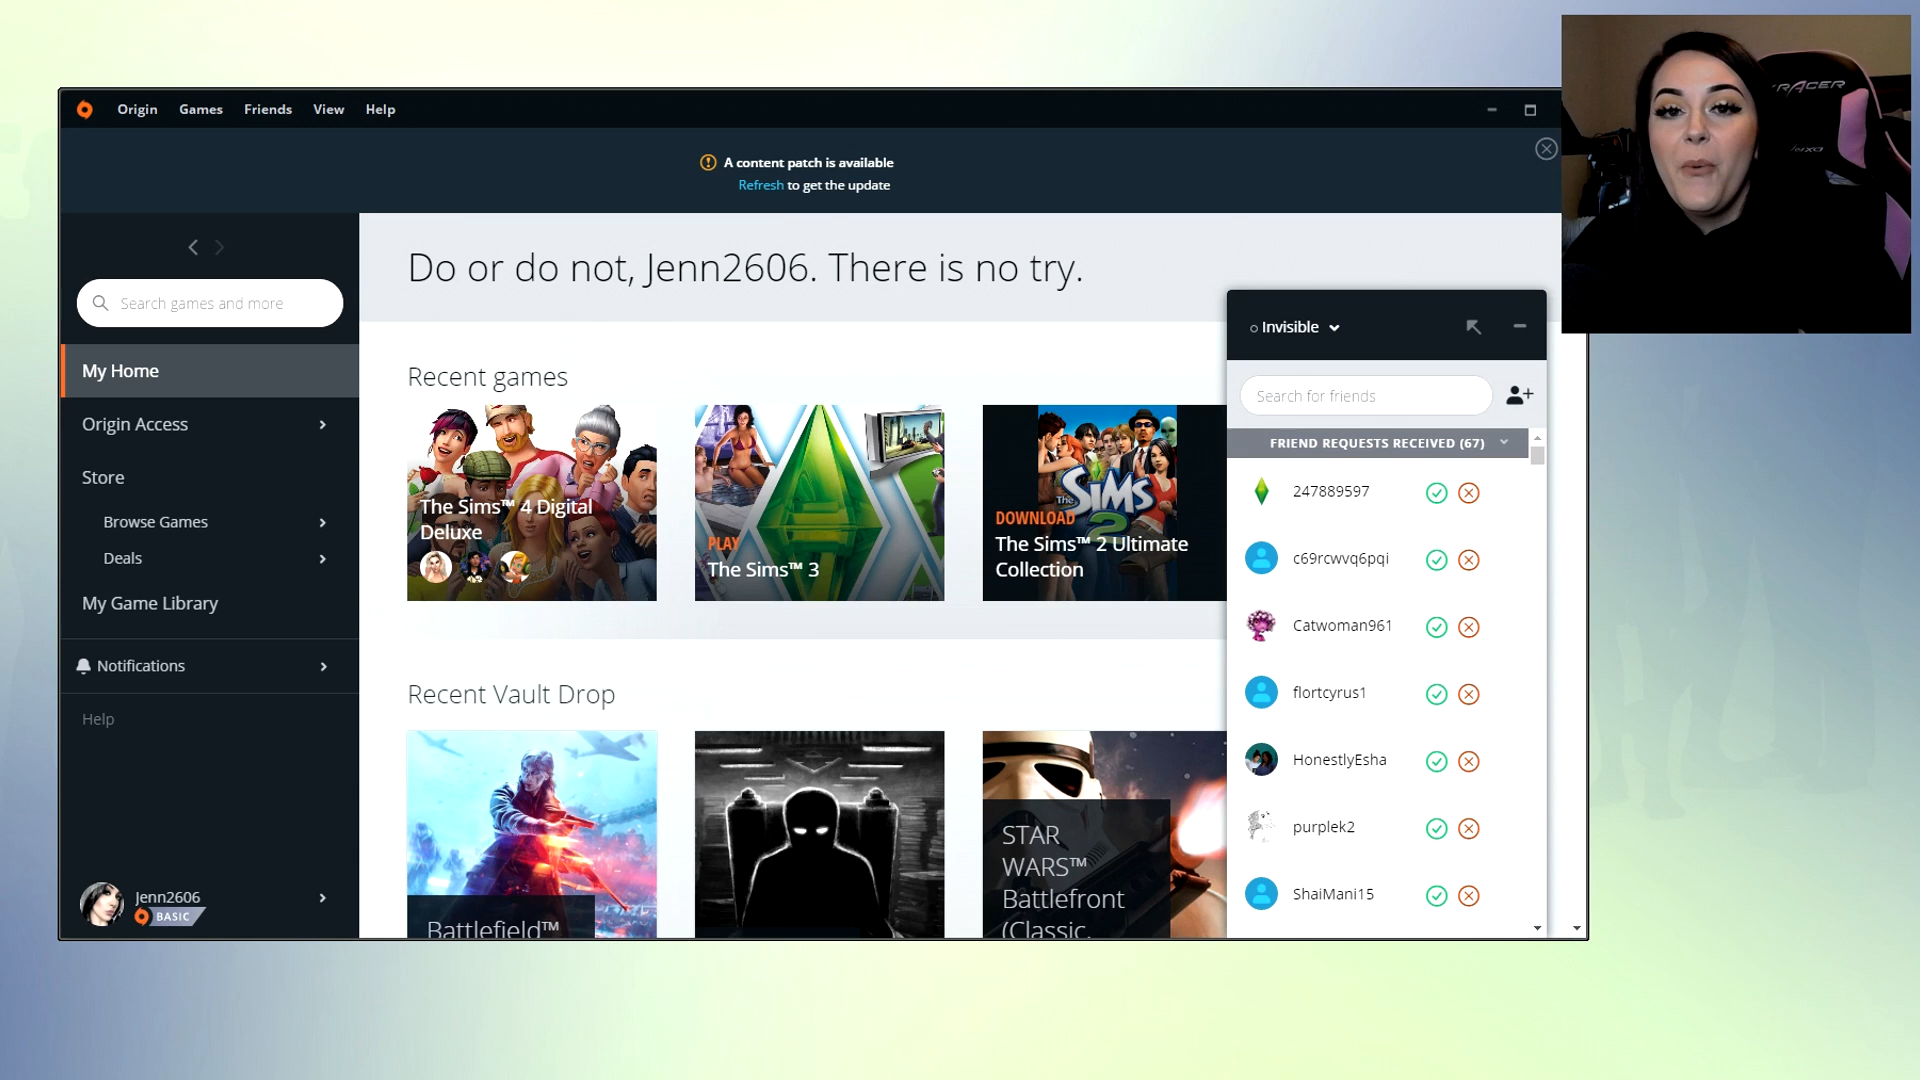 Origin Games Friends View Help
A content patch is available
Refresh to get the update
Search games and more
My Home
Origin Access
Store
Browse Games
Deals
My Game Library
Notifications
Help
Jenn2606
BASIC
Do or do not, Jenn2606. There is no try.
Recent games
The Sims™ 4 Digital
Deluxe
PLAY
The Sims™ 3
The
SIMS
2
DOWNLOAD
The Sims™ 2 Ultimate
Collection
Recent Vault Drop
Battlefield™
STAR
WARS™
Battlefront
(Classic,
Invisible
Search for friends
FRIEND REQUESTS RECEIVED (67)
247889597
c69rcwvq6pqi
Catwoman961
flortcyrus1
HonestlyEsha
purplek2
ShaiMani15
RACER